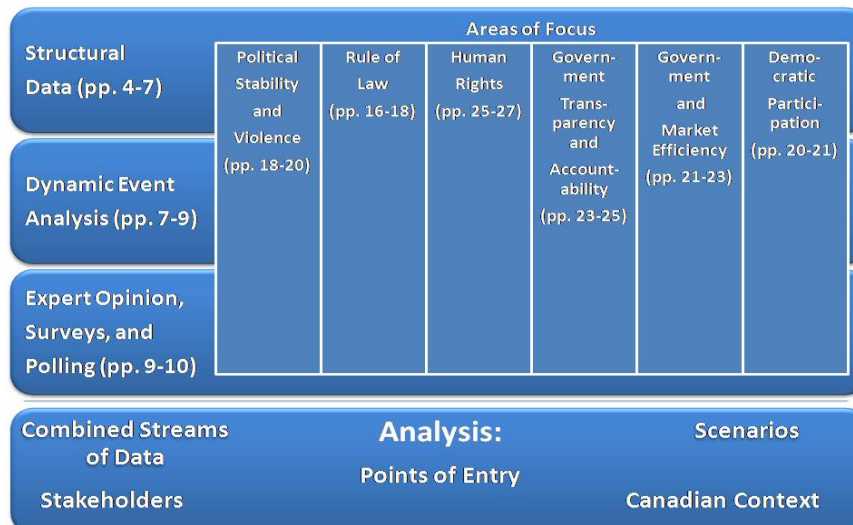 Areas of Focus
Structural
Data (pp. 4-7)
Political
Stability
and
Violence
(pp. 18-20)
Rule of
Law
(pp. 16-18)
Human
Rights
(pp. 25-27)
Govern-
ment
Trans-
parency
and
Account-
ability
(pp. 23-25)
Govern-
ment
and
Market
Efficiency
(pp. 21-23)
Demo-
cratic
Partici-
pation
(pp. 20-21)
Dynamic Event
Analysis (pp. 7-9)
Expert Opinion,
Surveys, and
Polling (pp. 9-10)
Combined Streams
of Data
Stakeholders
Analysis:
Points of Entry
Scenarios
Canadian Context